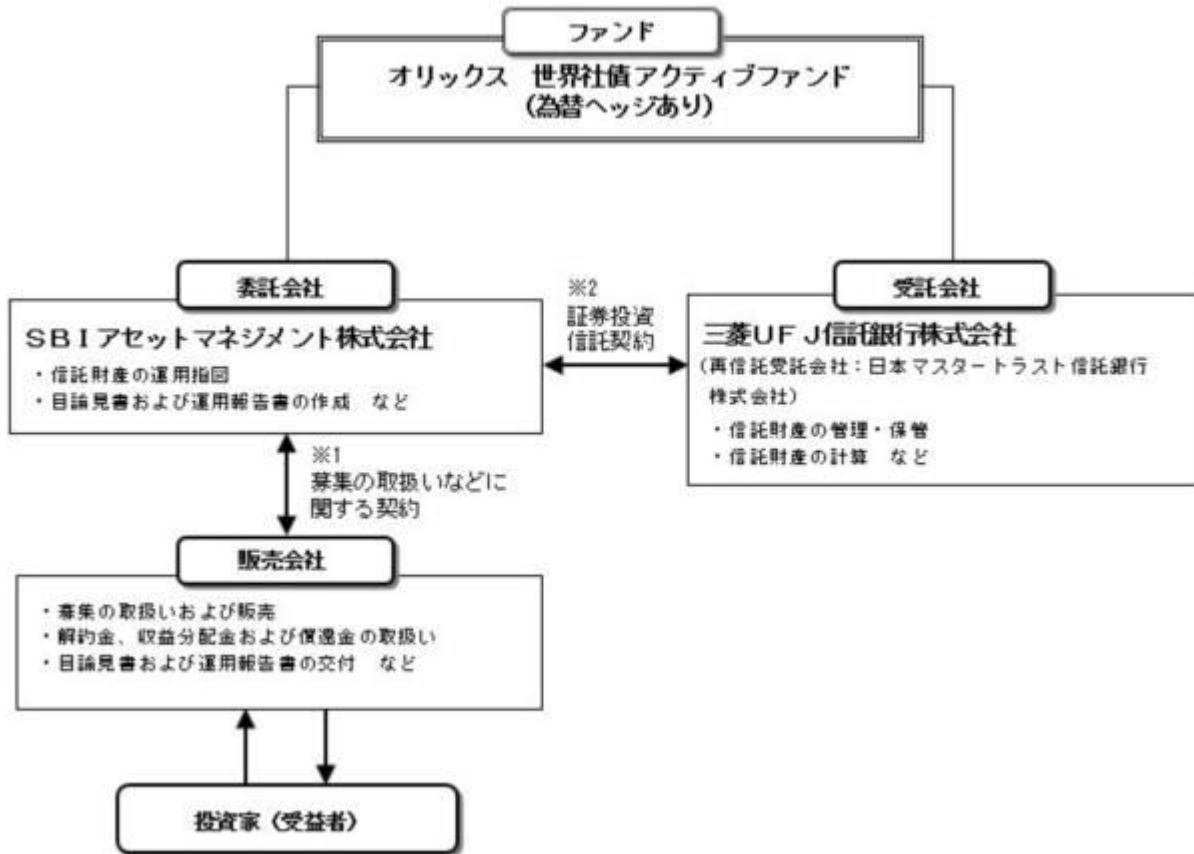 ファンド
オリックス 世界社債アクティブファンド
(為替ヘッジあり)
委託会社
SBIアセットマネジメント株式会社
・信託財産の運用指図
・目論見書および運用報告書の作成 など
※2
証券投資
信託契約
受託会社
三菱UFJ信託銀行株式会社
(再信託受託会社:日本マスタートラスト信託銀行
株式会社)
・信託財産の管理・保管
・信託財産の計算 など
※1
募集の取扱いなどに
関する契約
販売会社
・募集の取扱いおよび販売
・解約金、収益分配金および償還金の取扱い
・目論見書および運用報告書の交付 など
投資家(受益者)